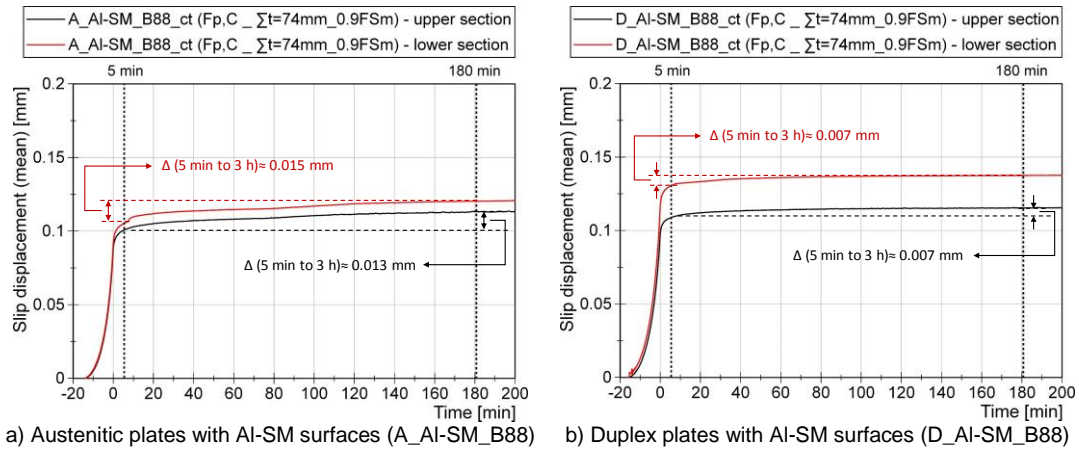 A_Al-SM_B88_ct (Fp,C _ ∑t=74mm_0.9FSm) - upper section
A_Al-SM_B88_ct (Fp,C _ ∑t=74mm_0.9FSm) - lower section
5 min
180 min
0.2
0.15
0.1
0.05
0
Slip displacement (mean) [mm]
Δ (5 min to 3 h)≈ 0.015 mm
Δ (5 min to 3 h)≈ 0.013 mm
-20 0 20 40 60 80 100 120 140 160 180 200
Time [min]
a) Austenitic plates with Al-SM surfaces (A_Al-SM_B88)
D_Al-SM_B88_ct (Fp,C _ ∑t=74mm_0.9FSm) - upper section
D_Al-SM_B88_ct (Fp,C _ ∑t=74mm_0.9FSm) - lower section
5 min
180 min
0.2
0.15
0.1
0.05
0
Slip displacement (mean) [mm]
Δ (5 min to 3 h)≈ 0.007 mm
Δ (5 min to 3 h)≈ 0.007 mm
-20 0 20 40 60 80 100 120 140 160 180 200
Time [min]
b) Duplex plates with Al-SM surfaces (D_Al-SM_B88)